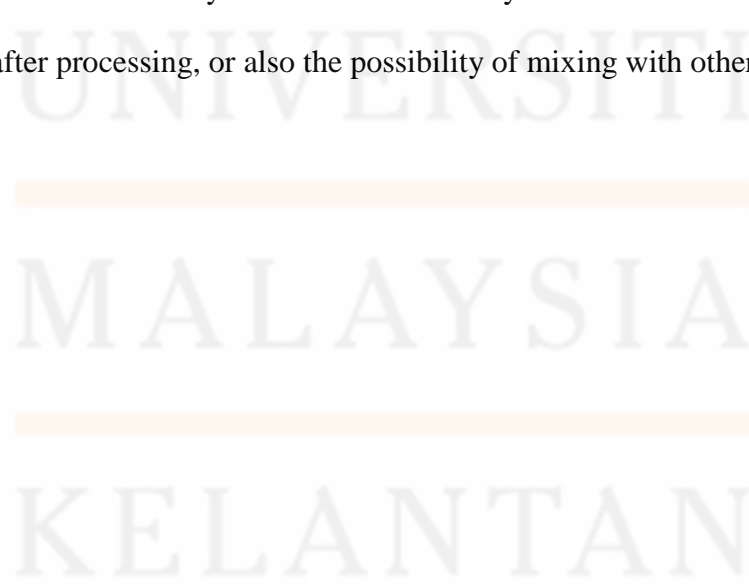 after processing, or also the possibility of mixing with other
UNIVERSITI
MALAYSIA
KELANTAN